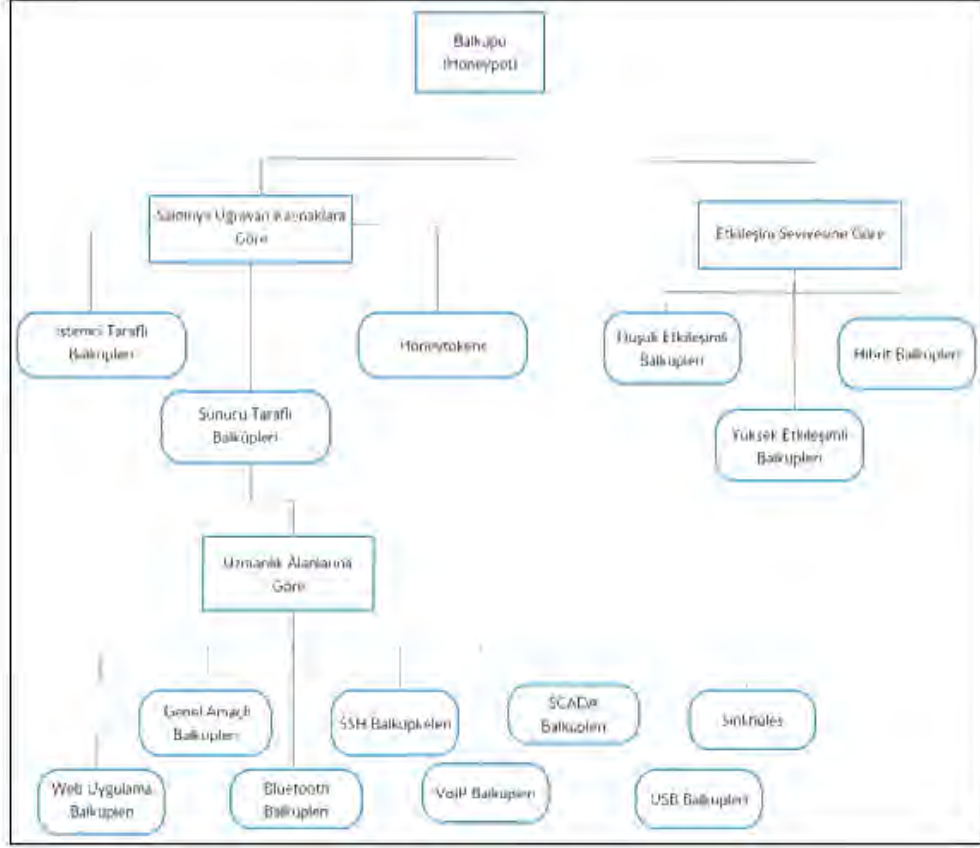 Balküpü
(Honeypot)
Saldırıya Uğrayan Kaynaklara
Göre
Etkileşim Seviyesine Göre
İstemci Taraflı
Balküpleri
Honeytokens
Düşük Etkileşimli
Balküpleri
Hibrit Balküpleri
Sunucu Taraflı
Balküpleri
Yüksek Etkileşimli
Balküpleri
Uzmanlık Alanlarına
Göre
Genel Amaçlı
Balküpleri
SSH Balküpleleri
SCADA
Balküpleri
Sinkholes
Web Uygulama
Balküpleri
Bluetooth
Balküpleri
VoIP Balküpleri
USB Balküpleri